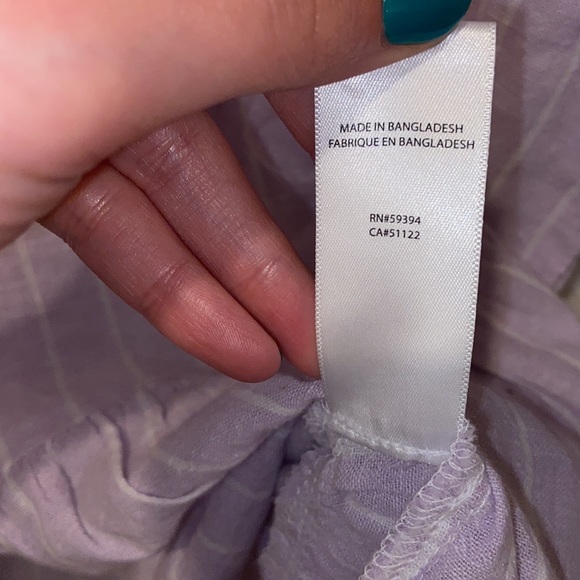 MADE IN BANGLADESH
FABRIQUE EN BANGLADESH
RN#59394
CA#51122